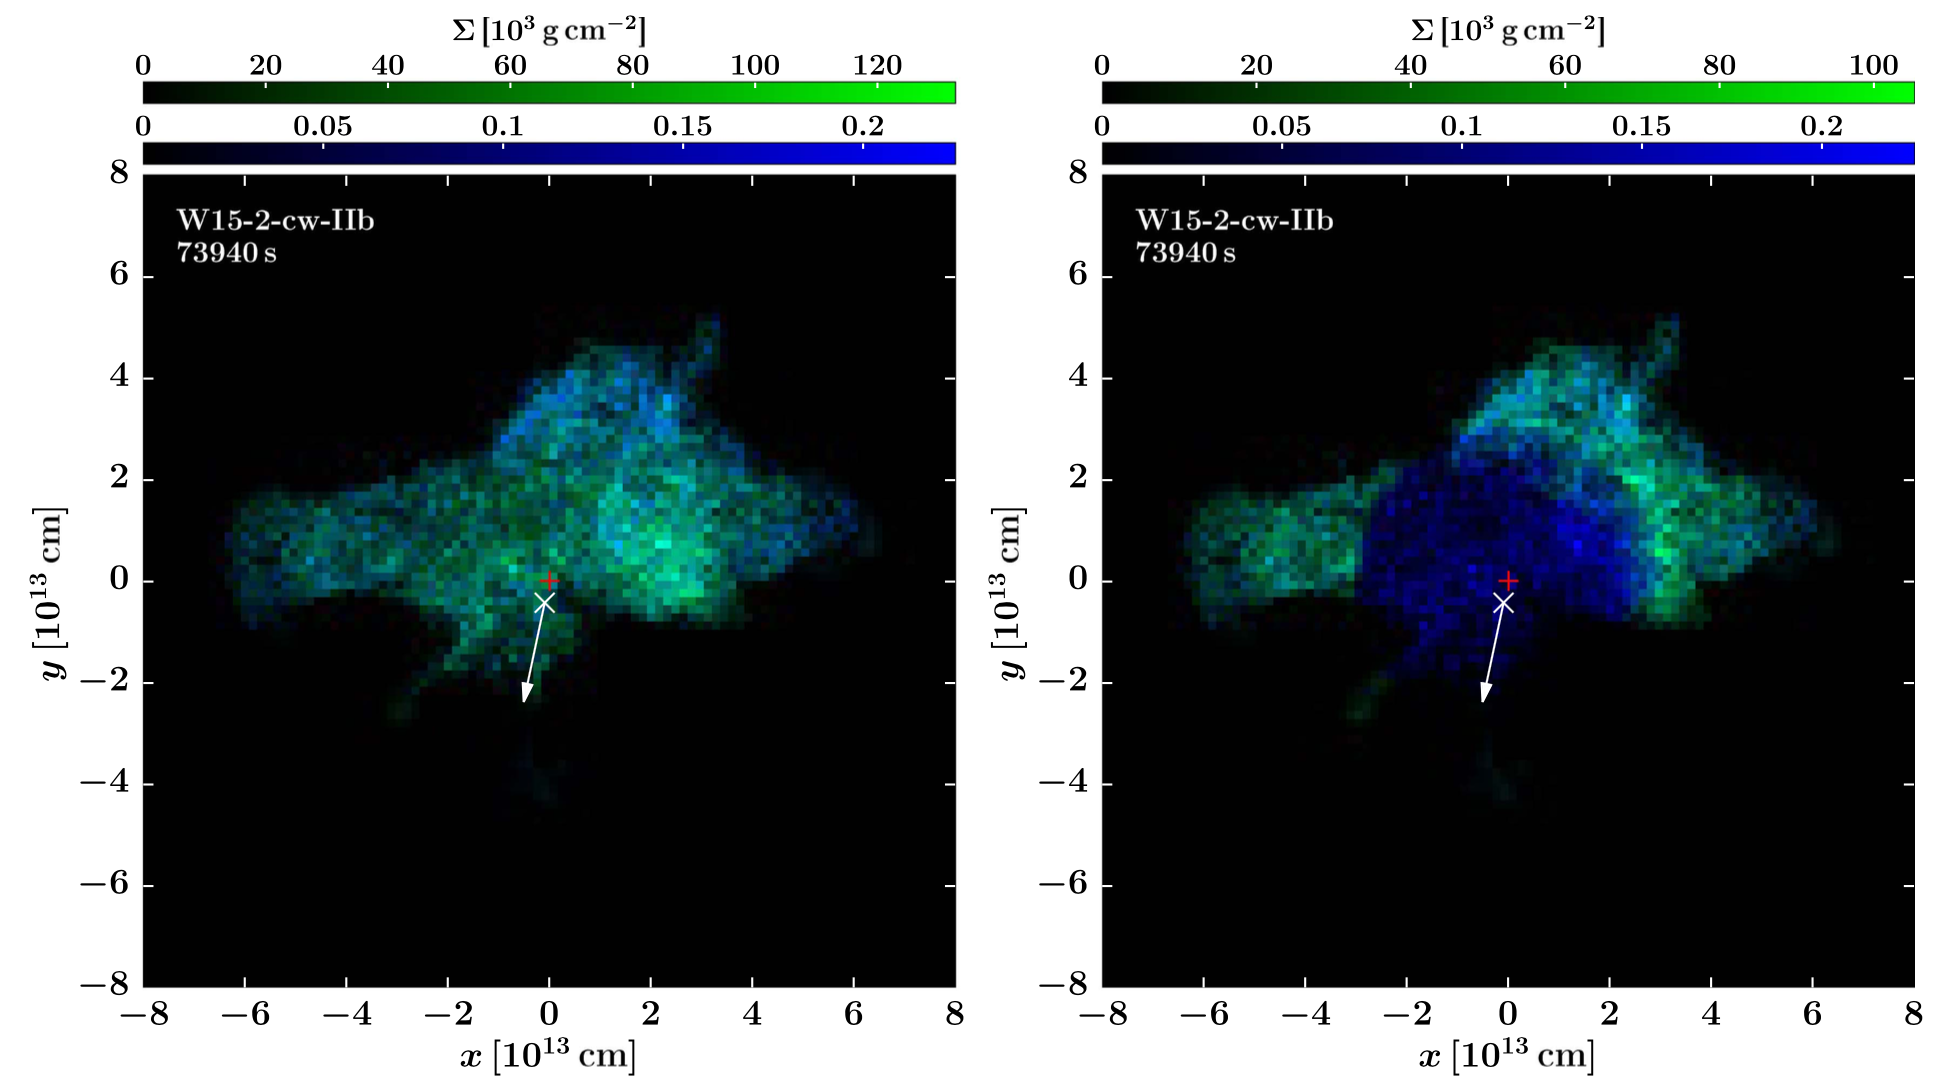 Σ [10³ g cm⁻²]
0 20 40 60 80 100 120
0 0.05 0.1 0.15 0.2
W15-2-cw-IIb
73940 s
8
6
4
2
0
−2
−4
−6
−8
y [10¹³ cm]
−8 −6 −4 −2 0 2 4 6 8
x [10¹³ cm]
Σ [10³ g cm⁻²]
0 20 40 60 80 100
0 0.05 0.1 0.15 0.2
W15-2-cw-IIb
73940 s
8
6
4
2
0
−2
−4
−6
−8
y [10¹³ cm]
−8 −6 −4 −2 0 2 4 6 8
x [10¹³ cm]